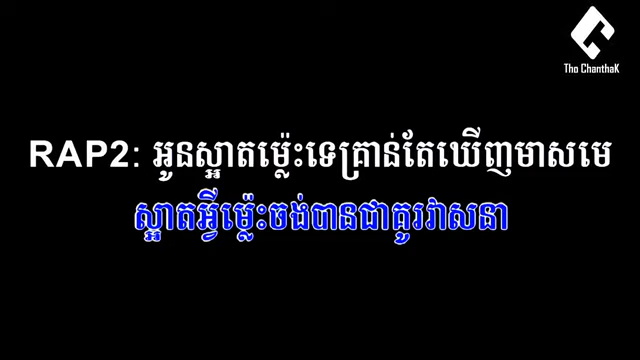 Tho ChanthaK
RAP2: អូនស្អាតម្ល៉េះទេគ្រាន់តែឃើញមាសមេ
ស្អាតអ្វីម្ល៉េះចង់បានជាគូរវាសនា